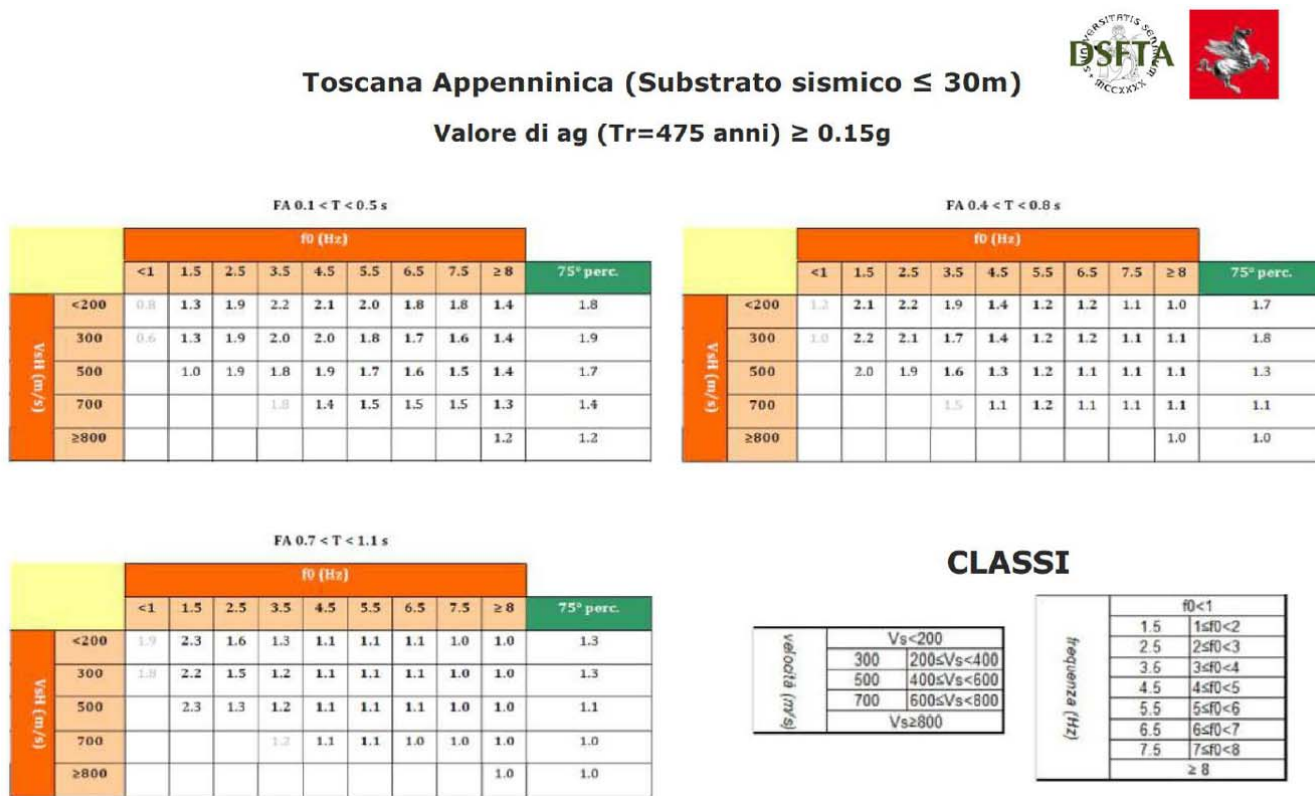 UNIVERSITATIS SENARUM
DSFTA
MCCXXXX
Toscana Appenninica (Substrato sismico ≤ 30m)
Valore di ag (Tr=475 anni) ≥ 0.15g
FA 0.1 < T < 0.5 s
f0 (Hz)
<1 1.5 2.5 3.5 4.5 5.5 6.5 7.5 ≥ 8 75° perc.
VsH (m/s)
<200 0.8 1.3 1.9 2.2 2.1 2.0 1.8 1.8 1.4 1.8
300 0.6 1.3 1.9 2.0 2.0 1.8 1.7 1.6 1.4 1.9
500 1.0 1.9 1.8 1.9 1.7 1.6 1.5 1.4 1.7
700 1.8 1.4 1.5 1.5 1.5 1.3 1.4
≥800 1.2 1.2
FA 0.4 < T < 0.8 s
f0 (Hz)
<1 1.5 2.5 3.5 4.5 5.5 6.5 7.5 ≥ 8 75° perc.
VsH (m/s)
<200 1.2 2.1 2.2 1.9 1.4 1.2 1.2 1.1 1.0 1.7
300 1.0 2.2 2.1 1.7 1.4 1.2 1.2 1.1 1.1 1.8
500 2.0 1.9 1.6 1.3 1.2 1.1 1.1 1.1 1.3
700 1.5 1.1 1.2 1.1 1.1 1.1 1.1
≥800 1.0 1.0
FA 0.7 < T < 1.1 s
f0 (Hz)
<1 1.5 2.5 3.5 4.5 5.5 6.5 7.5 ≥ 8 75° perc.
VsH (m/s)
<200 1.9 2.3 1.6 1.3 1.1 1.1 1.1 1.0 1.0 1.3
300 1.8 2.2 1.5 1.2 1.1 1.1 1.1 1.0 1.0 1.3
500 2.3 1.3 1.2 1.1 1.1 1.1 1.0 1.0 1.1
700 1.2 1.1 1.1 1.0 1.0 1.0 1.0
≥800 1.0 1.0
CLASSI
velocità (m/s)
Vs<200
300 200≤Vs<400
500 400≤Vs<600
700 600≤Vs<800
Vs≥800
frequenza (Hz)
f0<1
1.5 1≤f0<2
2.5 2≤f0<3
3.5 3≤f0<4
4.5 4≤f0<5
5.5 5≤f0<6
6.5 6≤f0<7
7.5 7≤f0<8
≥ 8